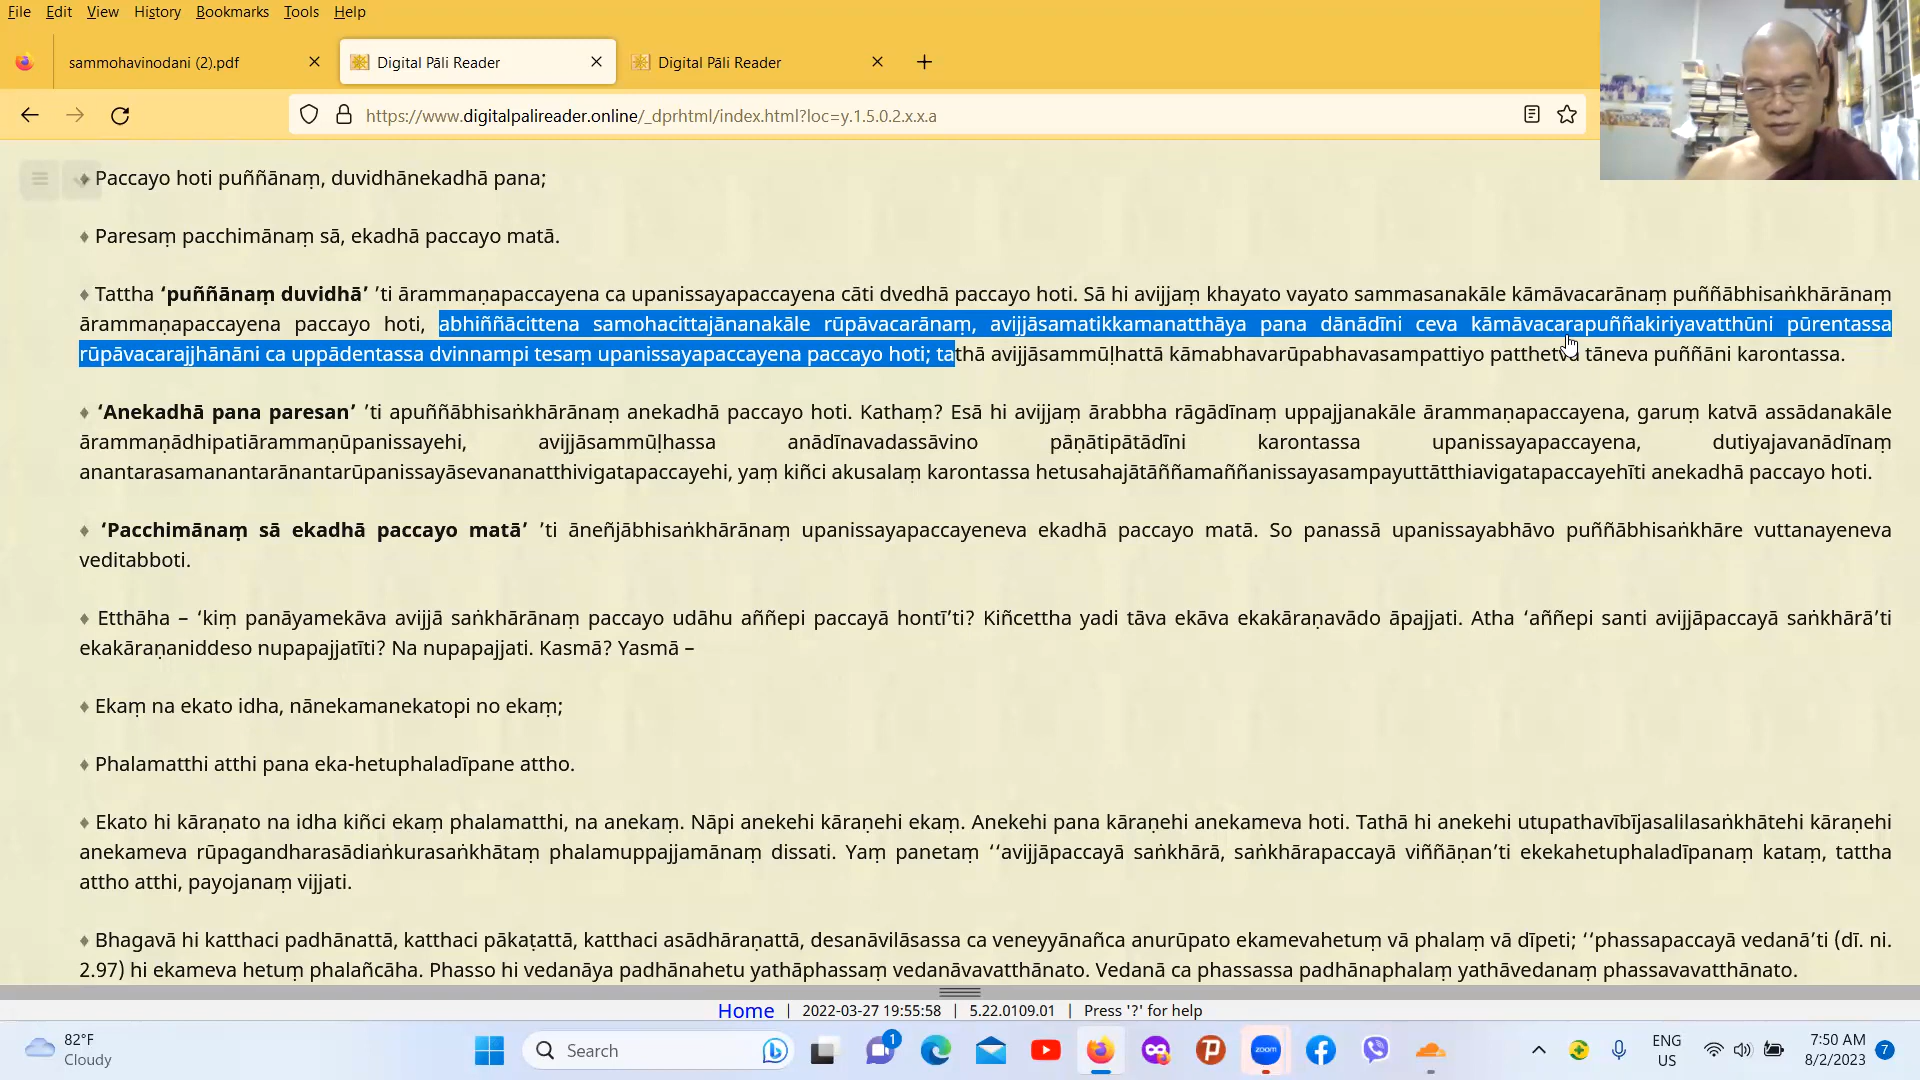 File Edit View History Bookmarks Tools Help
sammohavinodani (2).pdf
Digital Pāli Reader
Digital Pāli Reader
https://www.digitalpalireader.online/_dprhtml/index.html?loc=y.1.5.0.2.x.x.a
♦ Paccayo hoti puññānaṃ, duvidhānekadhā pana;
♦ Paresaṃ pacchimānaṃ sā, ekadhā paccayo matā.
♦ Tattha ‘puññānaṃ duvidhā’ ’ti ārammaṇapaccayena ca upanissayapaccayena cāti dvedhā paccayo hoti. Sā hi avijjaṃ khayato vayato sammasanakāle kāmāvacarānaṃ puññābhisaṅkhārānaṃ
ārammaṇapaccayena paccayo hoti, abhiññācittena samohacittajānanakāle rūpāvacarānaṃ, avijjāsamatikkamanatthāya pana dānādīni ceva kāmāvacarapuññakiriyavatthūni pūrentassa
rūpāvacarajjhānāni ca uppādentassa dvinnampi tesaṃ upanissayapaccayena paccayo hoti; tathā avijjāsammūḷhattā kāmabhavarūpabhavasampattiyo patthetvā tāneva puññāni karontassa.
♦ ‘Anekadhā pana paresan’ ’ti apuññābhisaṅkhārānaṃ anekadhā paccayo hoti. Kathaṃ? Esā hi avijjaṃ ārabbha rāgādīnaṃ uppajjanakāle ārammaṇapaccayena, garuṃ katvā assādanakāle
ārammaṇādhipatiārammaṇūpanissayehi, avijjāsammūḷhassa anādīnavadassāvino pāṇātipātādīni karontassa upanissayapaccayena, dutiyajavanādīnaṃ
anantarasamanantarānantarūpanissayāsevananatthivigatapaccayehi, yaṃ kiñci akusalaṃ karontassa hetusahajātāññamaññanissayasampayuttātthiavigatapaccayehīti anekadhā paccayo hoti.
♦ ‘Pacchimānaṃ sā ekadhā paccayo matā’ ’ti āneñjābhisaṅkhārānaṃ upanissayapaccayeneva ekadhā paccayo matā. So panassā upanissayabhāvo puññābhisaṅkhāre vuttanayeneva
veditabboti.
♦ Etthāha – ‘kiṃ panāyamekāva avijjā saṅkhārānaṃ paccayo udāhu aññepi paccayā hontī’ti? Kiñcettha yadi tāva ekāva ekakāraṇavādo āpajjati. Atha ‘aññepi santi avijjāpaccayā saṅkhārā’ti
ekakāraṇaniddeso nupapajjatīti? Na nupapajjati. Kasmā? Yasmā –
♦ Ekaṃ na ekato idha, nānekamanekatopi no ekaṃ;
♦ Phalamatthi atthi pana eka-hetuphaladīpane attho.
♦ Ekato hi kāraṇato na idha kiñci ekaṃ phalamatthi, na anekaṃ. Nāpi anekehi kāraṇehi ekaṃ. Anekehi pana kāraṇehi anekameva hoti. Tathā hi anekehi utupathavībījasalilasaṅkhātehi kāraṇehi
anekameva rūpagandharasādiaṅkurasaṅkhātaṃ phalamuppajjamānaṃ dissati. Yaṃ panetaṃ ‘‘avijjāpaccayā saṅkhārā, saṅkhārapaccayā viññāṇan’ti ekekahetuphaladīpanaṃ kataṃ, tattha
attho atthi, payojanaṃ vijjati.
♦ Bhagavā hi katthaci padhānattā, katthaci pākaṭattā, katthaci asādhāraṇattā, desanāvilāsassa ca veneyyānañca anurūpato ekamevahetuṃ vā phalaṃ vā dīpeti; ‘‘phassapaccayā vedanā’ti (dī. ni.
2.97) hi ekameva hetuṃ phalañcāha. Phasso hi vedanāya padhānahetu yathāphassaṃ vedanāvavatthānato. Vedanā ca phassassa padhānaphalaṃ yathāvedanaṃ phassavavatthānato.
Home | 2022-03-27 19:55:58 | 5.22.0109.01 | Press '?' for help
82°F
Cloudy
Search
1
zoom
ENG
US
7:50 AM
8/2/2023
7